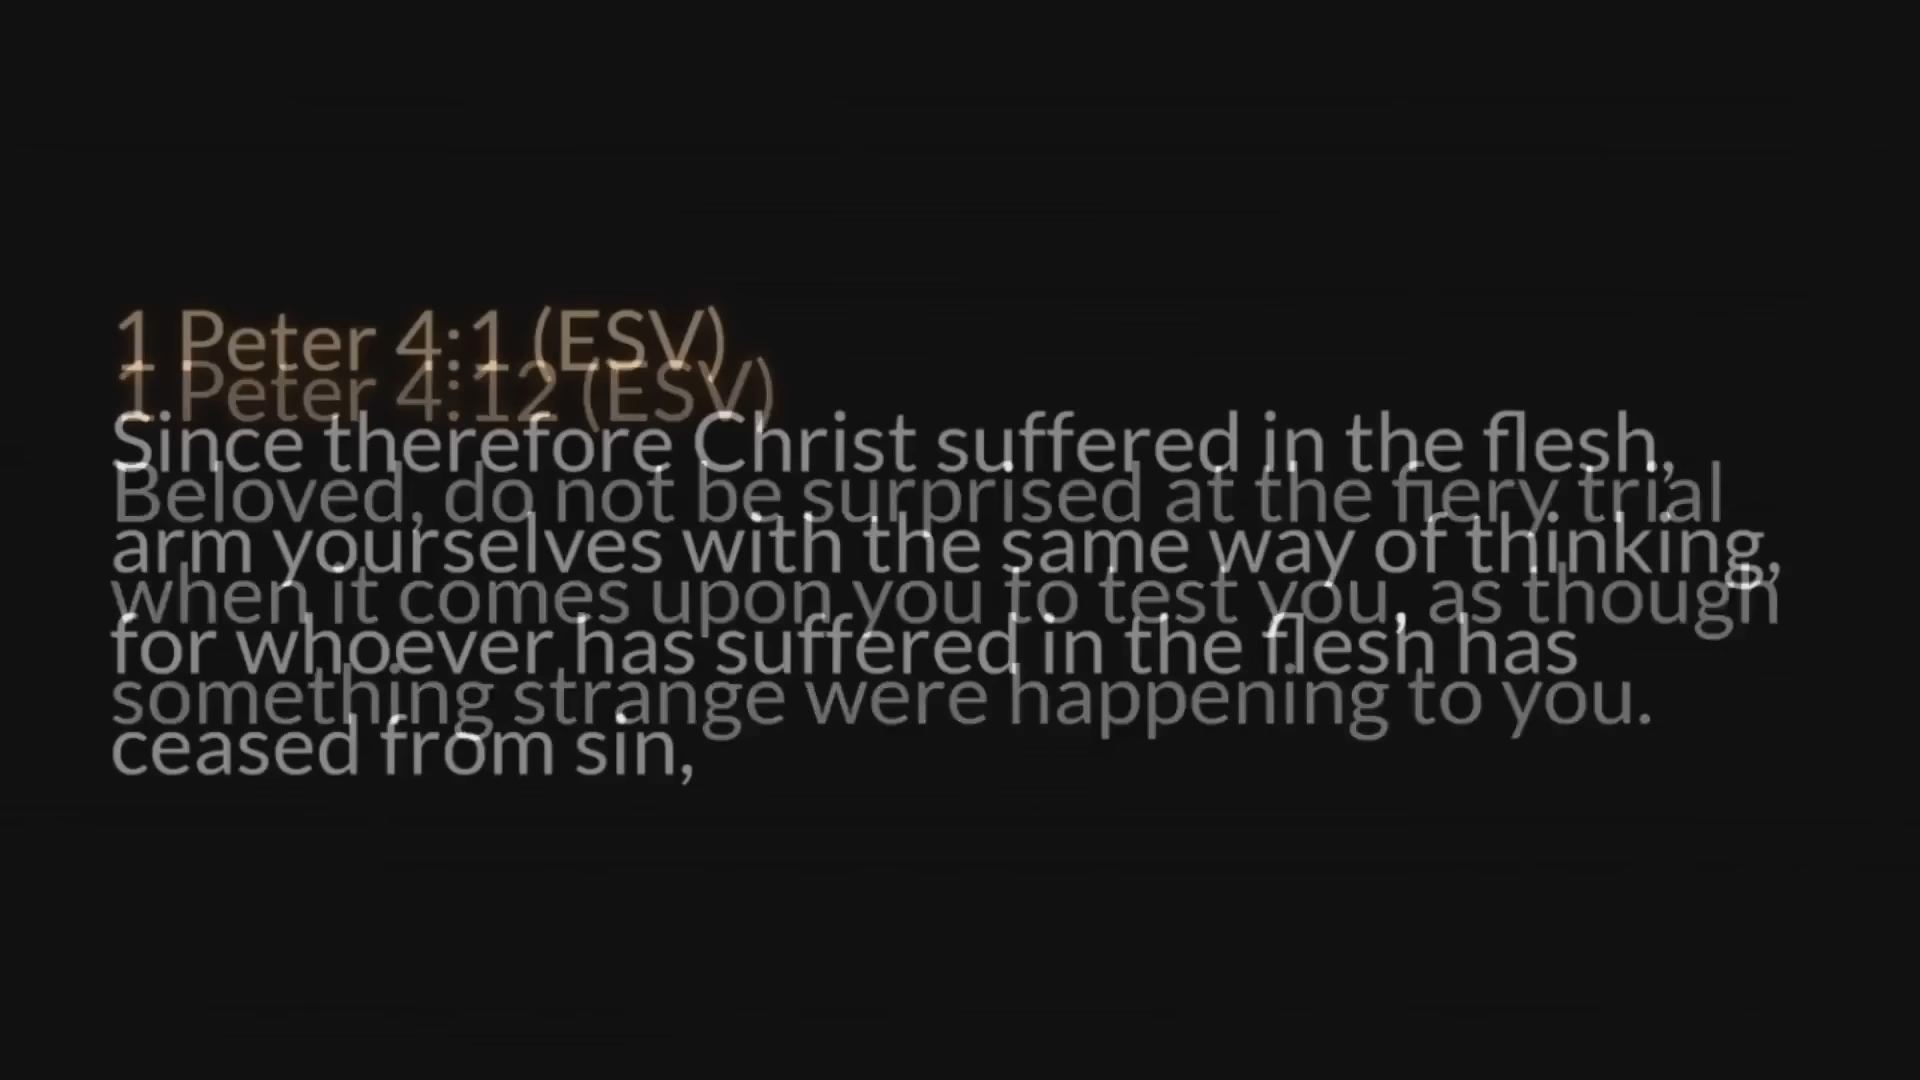 1 Peter 4:1 (ESV)
Since therefore Christ suffered in the flesh,
arm yourselves with the same way of thinking,
for whoever has suffered in the flesh has
ceased from sin,
1 Peter 4:12 (ESV)
Beloved, do not be surprised at the fiery trial
when it comes upon you to test you, as though
something strange were happening to you.